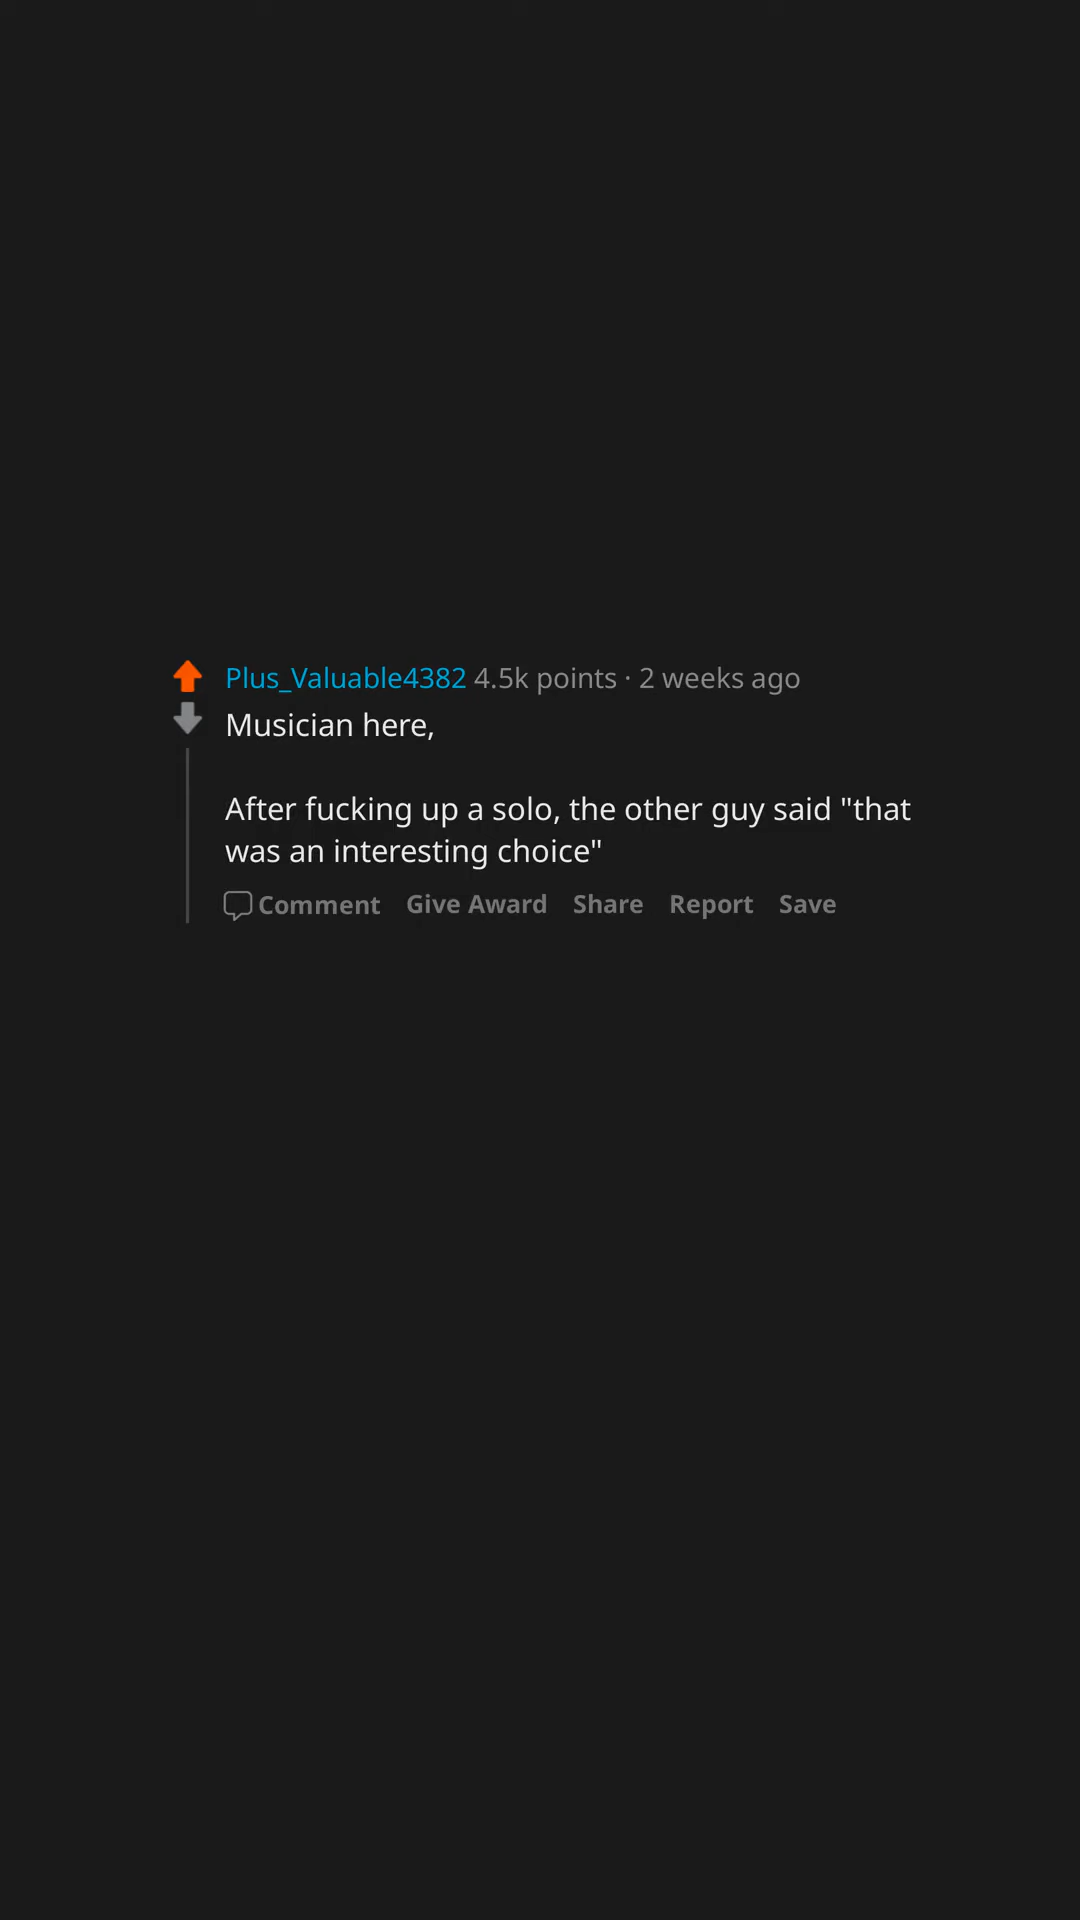 Plus_Valuable4382 4.5k points · 2 weeks ago
Musician here,
After fucking up a solo, the other guy said "that
was an interesting choice"
Comment Give Award Share Report Save